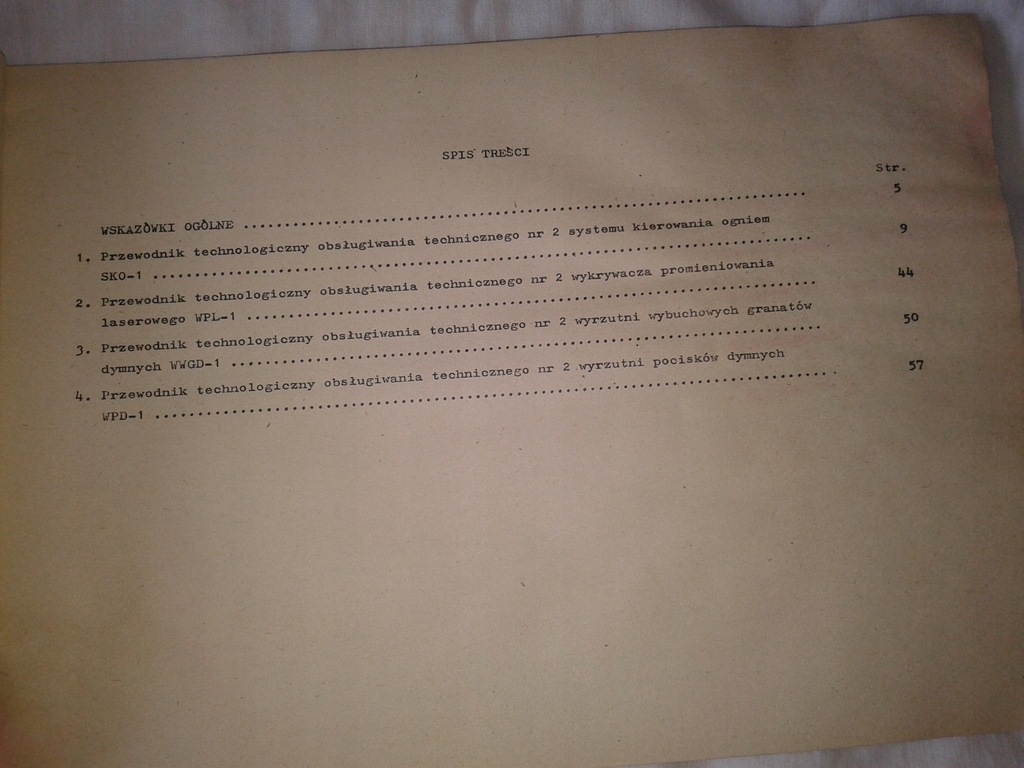 SPIS TREŚCI
Str.
WSKAZÓWKI OGÓLNE ........................................................................ 5
1. Przewodnik technologiczny obsługiwania technicznego nr 2 systemu kierowania ogniem
SKO-1 ........................................................................ 9
2. Przewodnik technologiczny obsługiwania technicznego nr 2 wykrywacza promieniowania
laserowego WPL-1 ........................................................................ 44
3. Przewodnik technologiczny obsługiwania technicznego nr 2 wyrzutni wybuchowych granatów
dymnych WWGD-1 ........................................................................ 50
4. Przewodnik technologiczny obsługiwania technicznego nr 2 wyrzutni pocisków dymnych
WPD-1 ........................................................................ 57